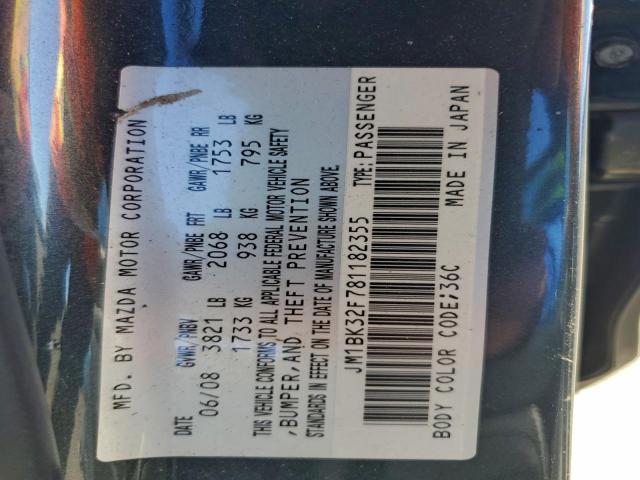 MFD. BY MAZDA MOTOR CORPORATION
DATE GVWR/PNBV GAWR/PNBE FRT GAWR/PNBE RR
06/08 3821 LB 2068 LB 1753 LB
1733 KG 938 KG 795 KG
THIS VEHICLE CONFORMS TO ALL APPLICABLE FEDERAL MOTOR VEHICLE SAFETY
,BUMPER,AND THEFT PREVENTION
STANDARDS IN EFFECT ON THE DATE OF MANUFACTURE SHOWN ABOVE.
JM1BK32F781182355 TYPE:PASSENGER
BODY COLOR CODE;36C MADE IN JAPAN